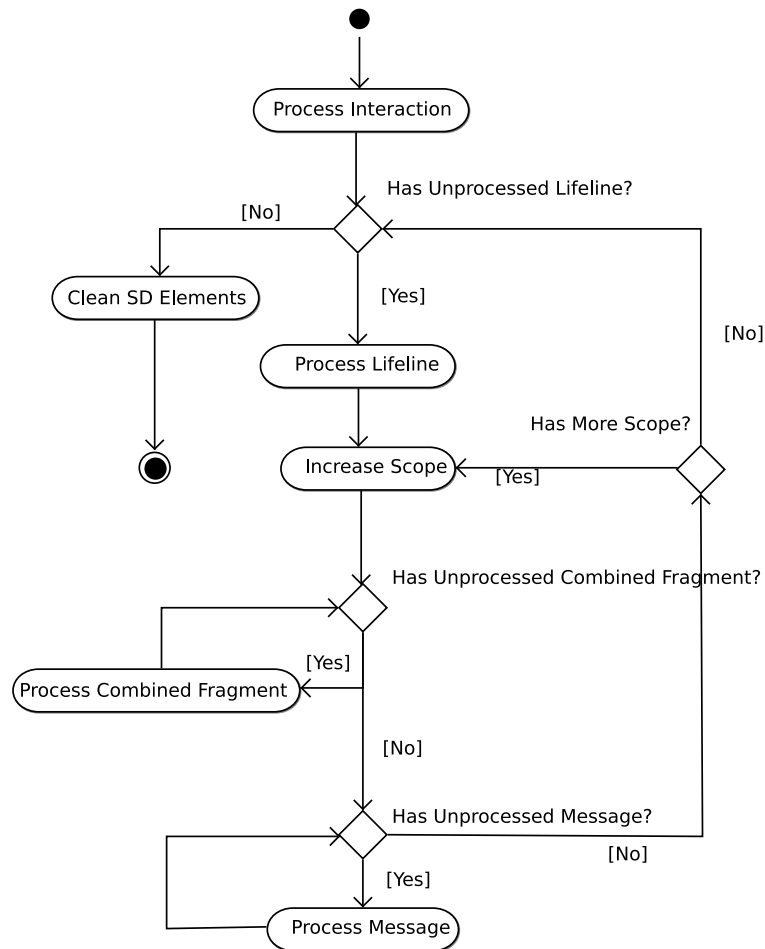 Process Interaction
Has Unprocessed Lifeline?
[No]
Clean SD Elements
[Yes]
[No]
Process Lifeline
Has More Scope?
Increase Scope
[Yes]
Has Unprocessed Combined Fragment?
[Yes]
Process Combined Fragment
[No]
Has Unprocessed Message?
[No]
[Yes]
Process Message